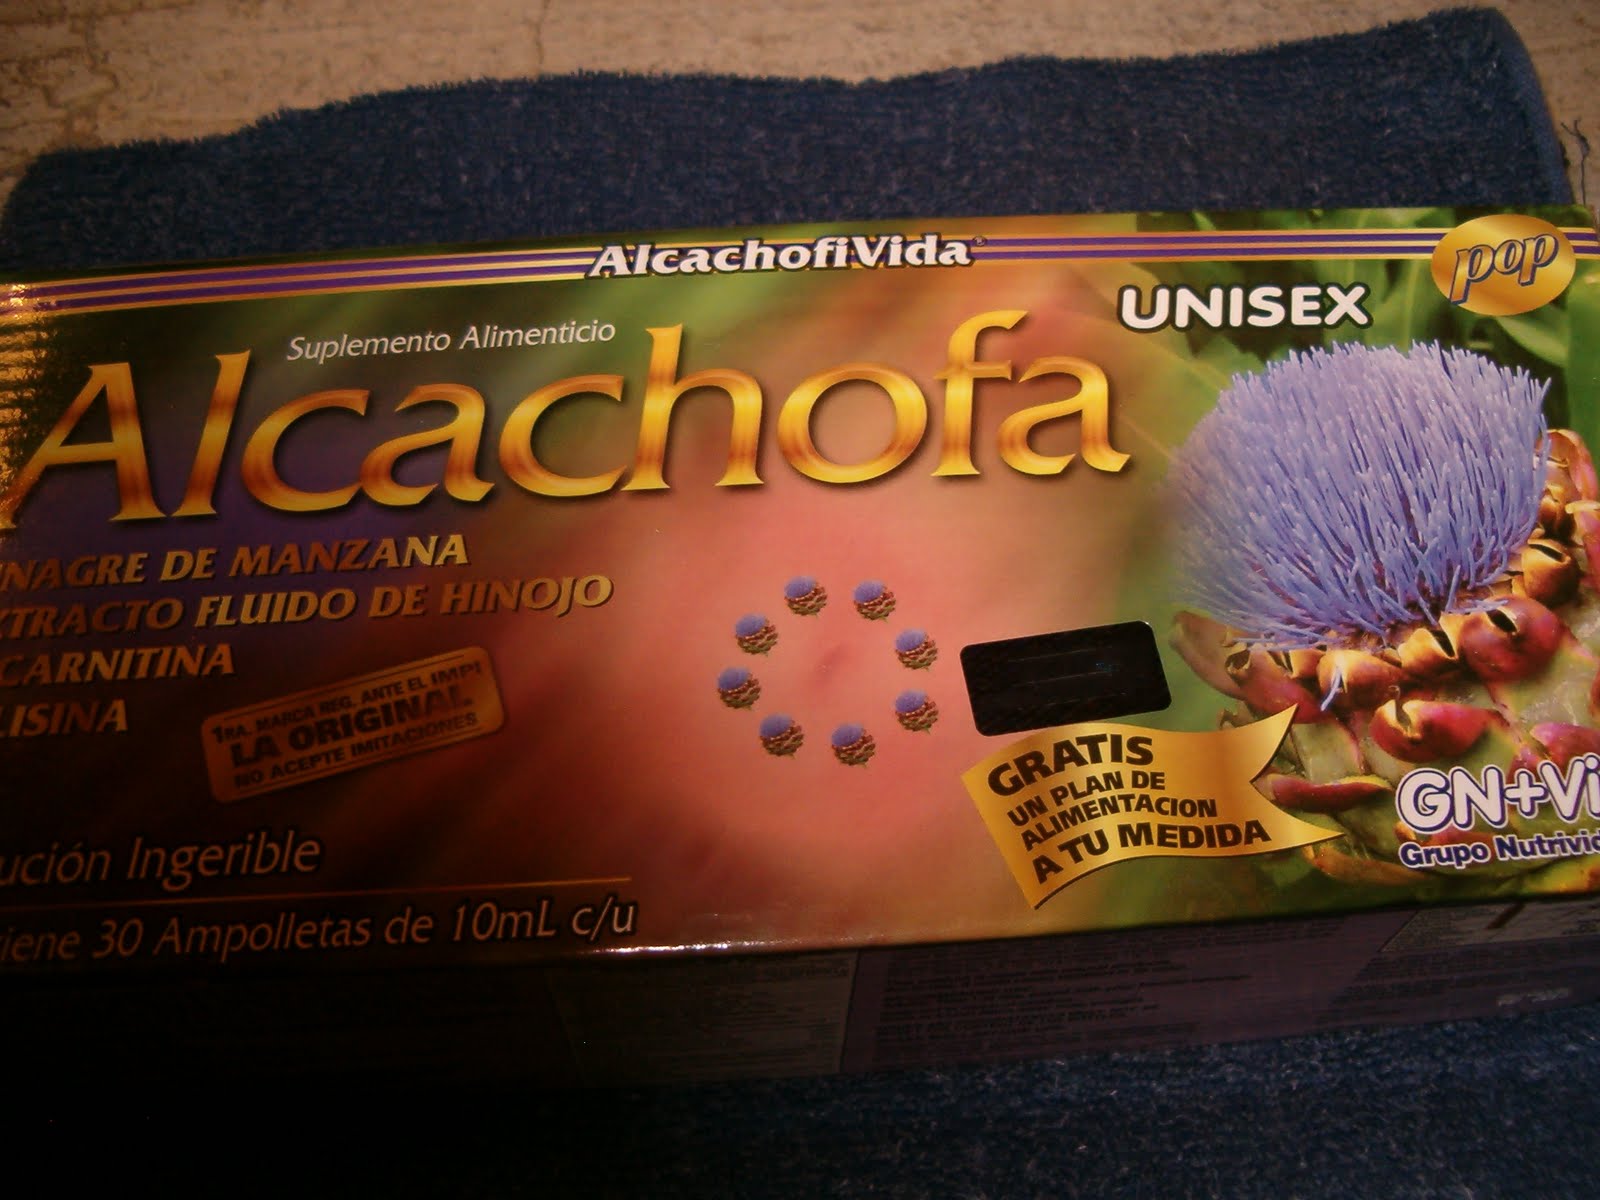 AlcachofiVida®
pop
UNISEX
Suplemento Alimenticio
Alcachofa
NAGRE DE MANZANA
XTRACTO FLUIDO DE HINOJO
CARNITINA
LISINA
1RA. MARCA REG. ANTE EL IMPI
LA ORIGINAL
NO ACEPTE IMITACIONES
GRATIS
UN PLAN DE
ALIMENTACION
A TU MEDIDA
GN+Vi
Grupo Nutrivid
ución Ingerible
iene 30 Ampolletas de 10mL c/u